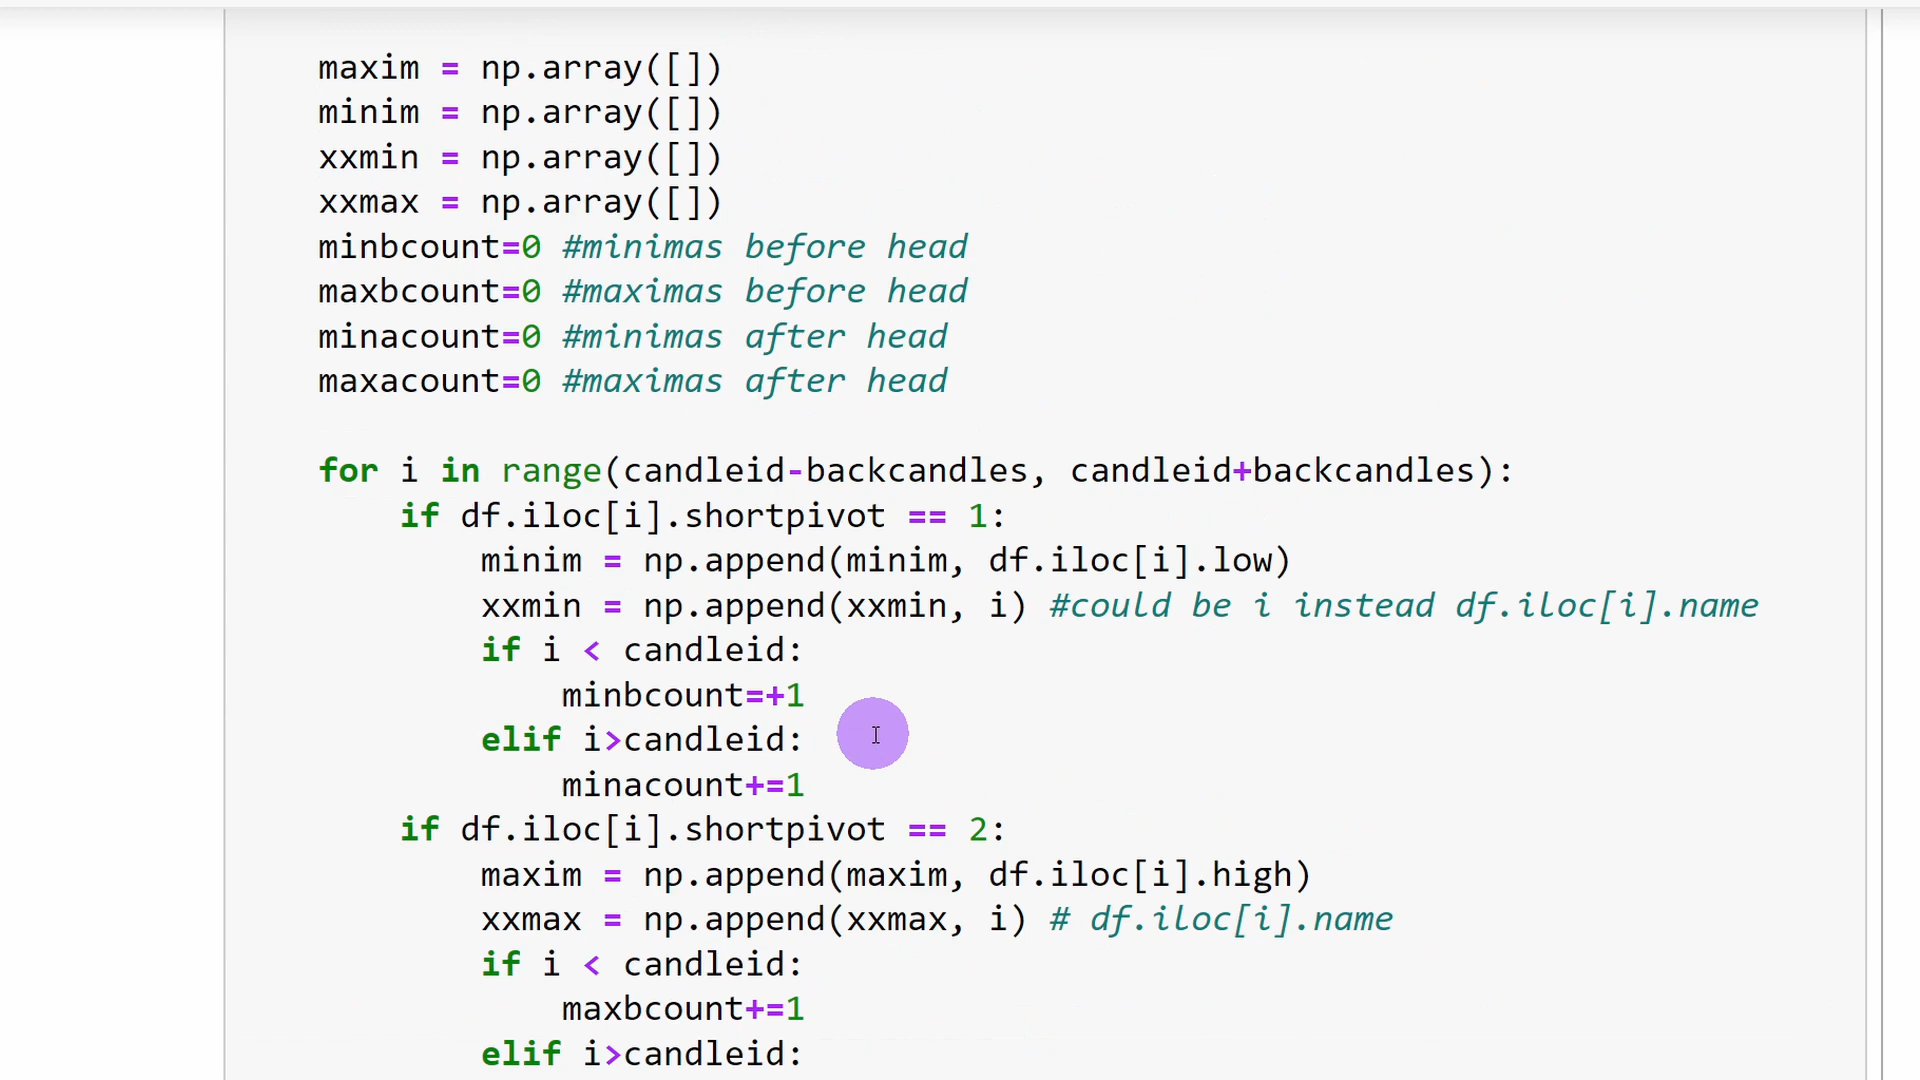 maxim = np.array([])
minim = np.array([])
xxmin = np.array([])
xxmax = np.array([])
minbcount=0 #minimas before head
maxbcount=0 #maximas before head
minacount=0 #minimas after head
maxacount=0 #maximas after head
for i in range(candleid-backcandles, candleid+backcandles):
if df.iloc[i].shortpivot == 1:
minim = np.append(minim, df.iloc[i].low)
xxmin = np.append(xxmin, i) #could be i instead df.iloc[i].name
if i < candleid:
minbcount=+1
elif i>candleid:
minacount+=1
if df.iloc[i].shortpivot == 2:
maxim = np.append(maxim, df.iloc[i].high)
xxmax = np.append(xxmax, i) # df.iloc[i].name
if i < candleid:
maxbcount+=1
elif i>candleid: